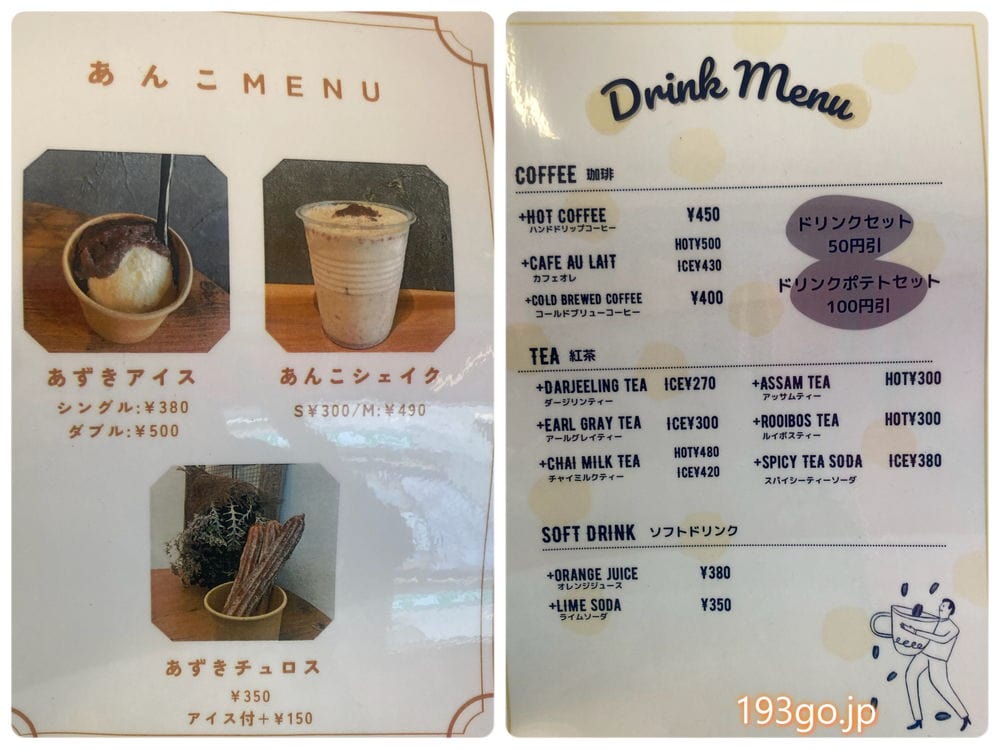 あんこMENU
あずきアイス
シングル:¥380
ダブル:¥500
あんこシェイク
S¥300/M:¥490
あずきチュロス
¥350
アイス付+¥150
Drink Menu
COFFEE 珈琲
+HOT COFFEE ¥450
ハンドドリップコーヒー
HOT¥500
+CAFE AU LAIT ICE¥430
カフェオレ
+COLD BREWED COFFEE ¥400
コールドブリューコーヒー
ドリンクセット
50円引
ドリンクポテトセット
100円引
TEA 紅茶
+DARJEELING TEA ICE¥270
ダージリンティー
+EARL GRAY TEA ICE¥300
アールグレイティー
+CHAI MILK TEA HOT¥480
ICE¥420
チャイミルクティー
+ASSAM TEA HOT¥300
アッサムティー
+ROOIBOS TEA HOT¥300
ルイボスティー
+SPICY TEA SODA ICE¥380
スパイシーティーソーダ
SOFT DRINK ソフトドリンク
+ORANGE JUICE ¥380
オレンジジュース
+LIME SODA ¥350
ライムソーダ
193go.jp